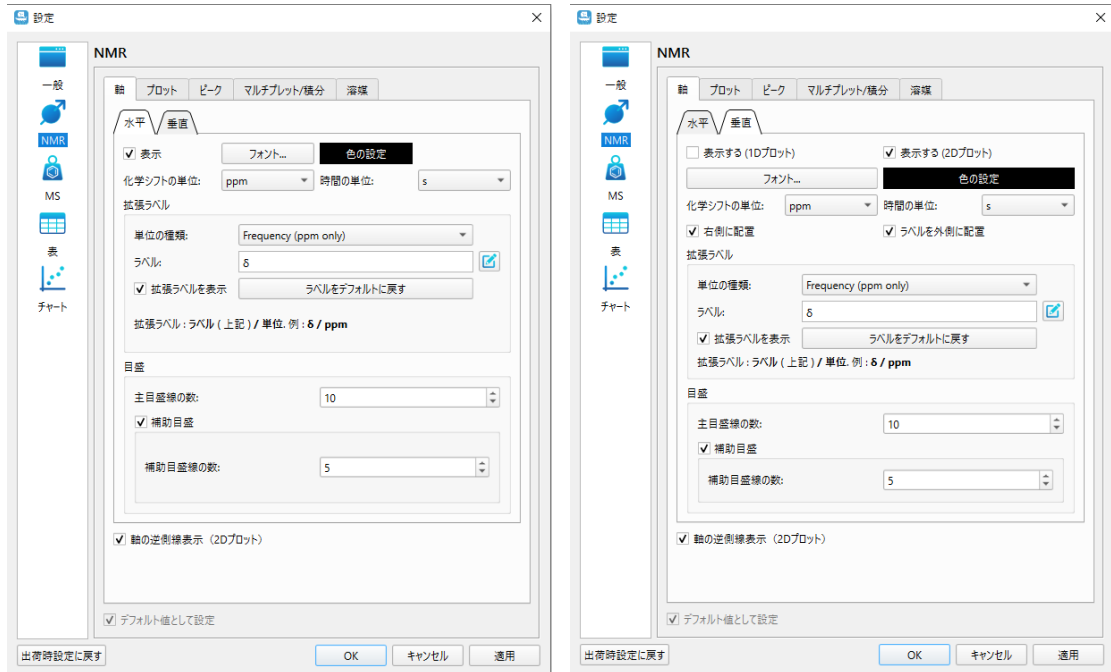 設定
NMR
一般
NMR
MS
表
チャート
軸 プロット ピーク マルチプレット/積分 溶媒
水平 垂直
表示 フォント... 色の設定
化学シフトの単位: ppm 時間の単位: s
拡張ラベル
単位の種類: Frequency (ppm only)
ラベル: δ
拡張ラベルを表示 ラベルをデフォルトに戻す
拡張ラベル : ラベル ( 上記 ) / 単位. 例 : δ / ppm
目盛
主目盛線の数: 10
補助目盛
補助目盛線の数: 5
軸の逆側線表示（2Dプロット）
デフォルト値として設定
出荷時設定に戻す OK キャンセル 適用
設定
NMR
一般
NMR
MS
表
チャート
軸 プロット ピーク マルチプレット/積分 溶媒
水平 垂直
表示する (1Dプロット) 表示する (2Dプロット)
フォント... 色の設定
化学シフトの単位: ppm 時間の単位: s
右側に配置 ラベルを外側に配置
拡張ラベル
単位の種類: Frequency (ppm only)
ラベル: δ
拡張ラベルを表示 ラベルをデフォルトに戻す
拡張ラベル : ラベル ( 上記 ) / 単位. 例 : δ / ppm
目盛
主目盛線の数: 10
補助目盛
補助目盛線の数: 5
軸の逆側線表示（2Dプロット）
デフォルト値として設定
出荷時設定に戻す OK キャンセル 適用